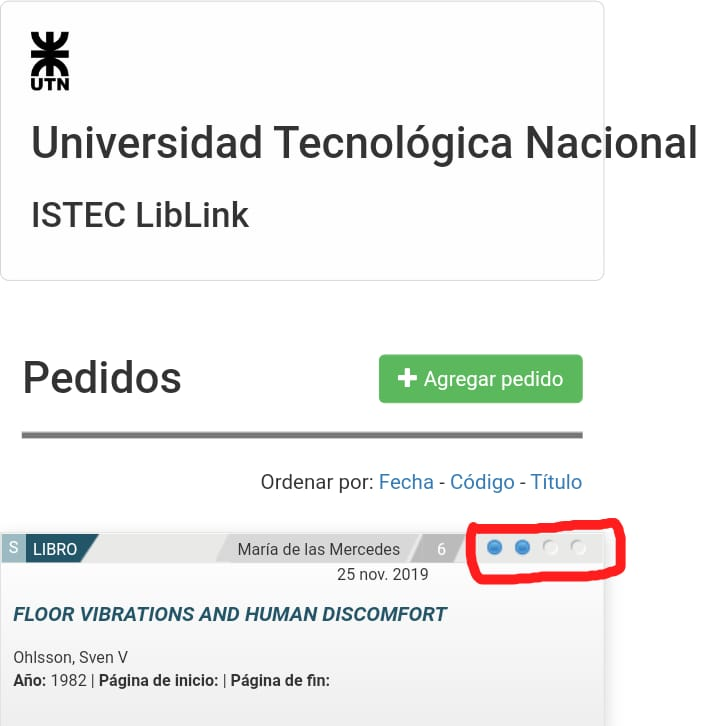 UTN
Universidad Tecnológica Nacional
ISTEC LibLink
Pedidos
Agregar pedido
Ordenar por: Fecha - Código - Título
S LIBRO María de las Mercedes 6
25 nov. 2019
FLOOR VIBRATIONS AND HUMAN DISCOMFORT
Ohlsson, Sven V
Año: 1982 | Página de inicio: | Página de fin: